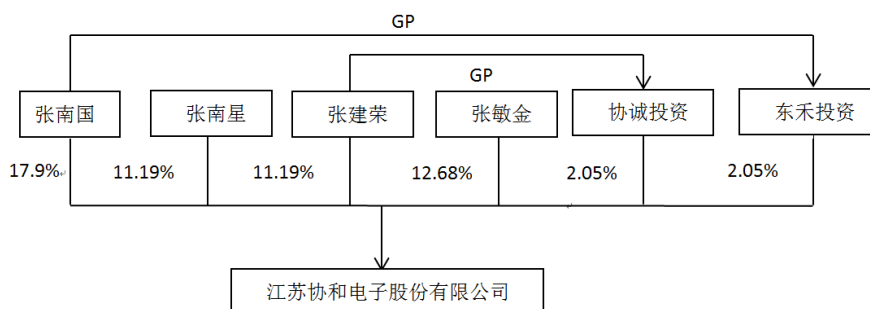 GP
GP
张南国
张南星
张建荣
张敏金
协诚投资
东禾投资
17.9%
11.19%
11.19%
12.68%
2.05%
2.05%
江苏协和电子股份有限公司